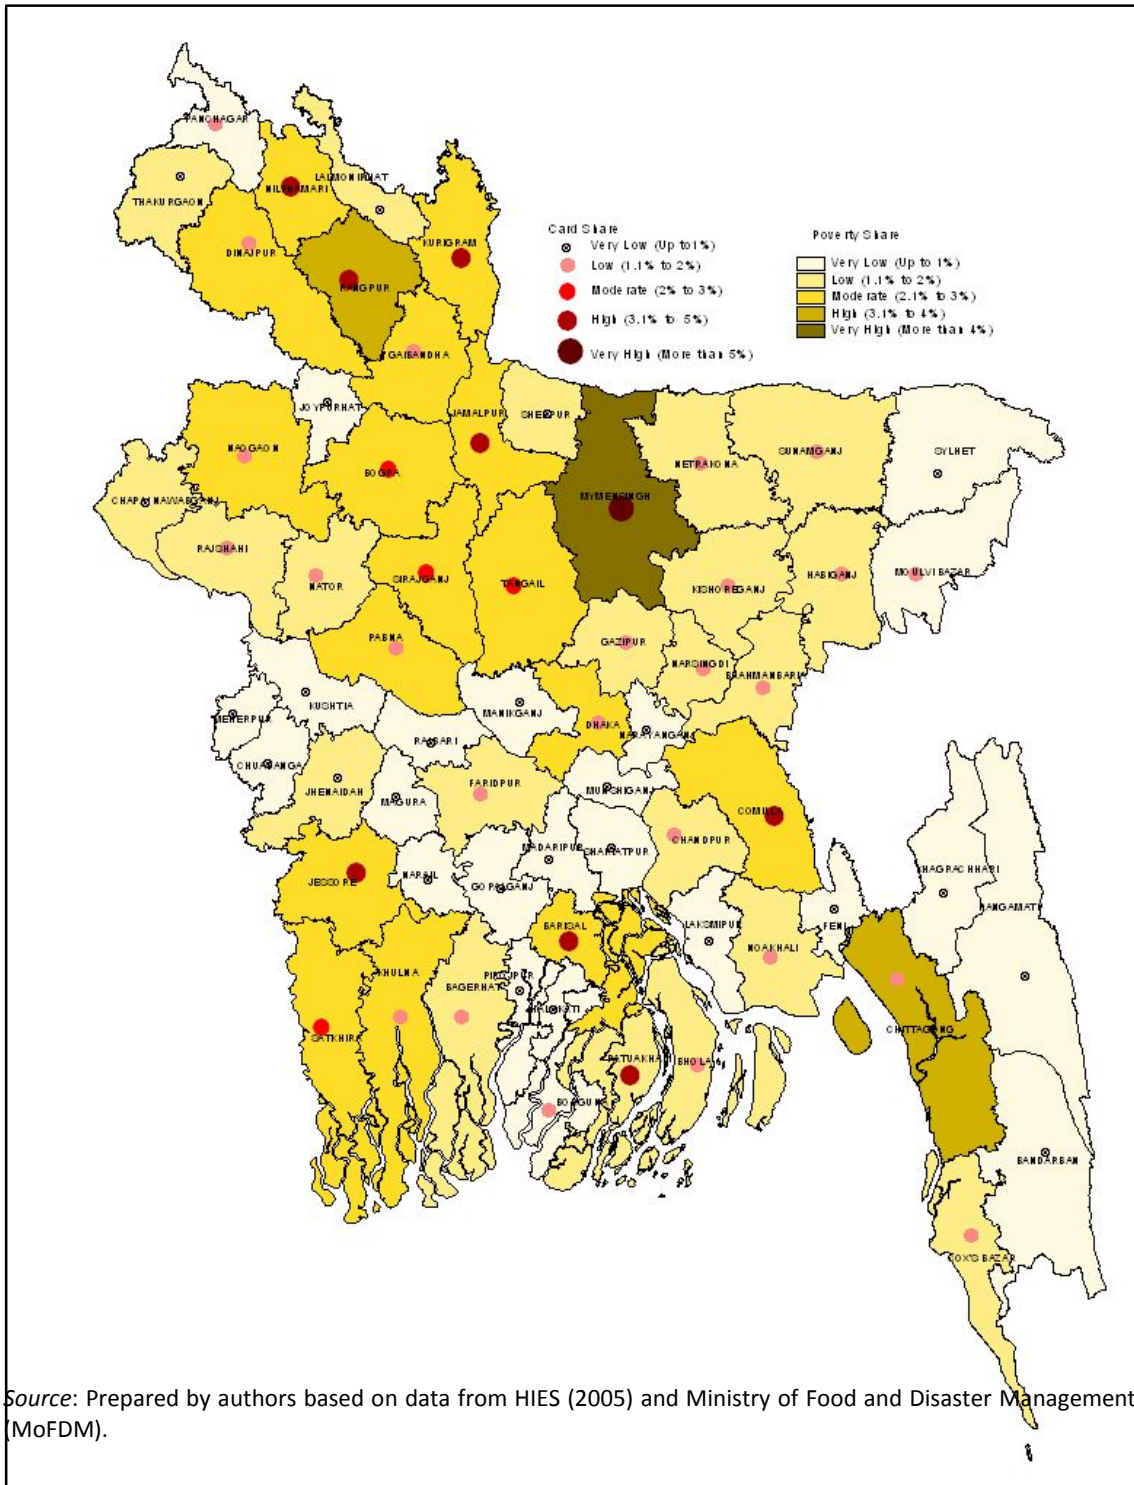 PANCHAGAR
THAKURGAON
NILPHAMARI
LALMONIRHAT
DINAJPUR
KURIGRAM
RANGPUR
GAIBANDHA
Card Share
Very Low (Up to1%)
Low (1.1% to 2%)
Moderate (2% to 3%)
High (3.1% to 5%)
Very High (More than 5%)
Poverty Share
Very Low (Up to 1%)
Low (1.1% to 2%)
Moderate (2.1% to 3%)
High (3.1% to 4%)
Very High (More than 4%)
JOYPURHAT
JAMALPUR
SHERPUR
NAOGAON
BOGRA
NETRAKONA
SUNAMGANJ
SYLHET
CHAPAI NAWABGANJ
MYMENSINGH
RAJSHAHI
NATOR
SIRAJGANJ
TANGAIL
KISHOREGANJ
HABIGANJ
MOULVI BAZAR
PABNA
GAZIPUR
NARSINGDI
BRAHMANBARIA
KUSHTIA
MEHERPUR
MANIKGANJ
DHAKA
NARAYANGANJ
RAJBARI
CHUADANGA
JHENAIDAH
MAGURA
FARIDPUR
MUNSHIGANJ
COMILLA
CHANDPUR
MADARIPUR
SHARIATPUR
JESSORE
NARAIL
GOPALGANJ
KHAGRACHHARI
RANGAMATI
BARISAL
LAKSMIPUR
NOAKHALI
FENI
KHULNA
BAGERHAT
PIROJPUR
JHALOKATI
CHITTAGONG
SATKHIRA
PATUAKHALI
BHOLA
BORGUNA
BANDARBAN
COX'S BAZAR
Source: Prepared by authors based on data from HIES (2005) and Ministry of Food and Disaster Management
(MoFDM).